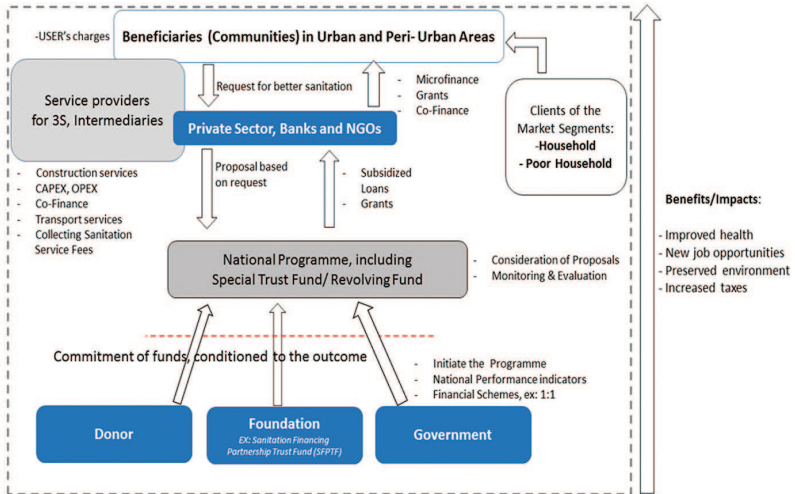 -USER's charges
Beneficiaries (Communities) in Urban and Peri- Urban Areas
Request for better sanitation
- Microfinance
- Grants
- Co-Finance
Service providers
for 3S, Intermediaries
Private Sector, Banks and NGOs
Clients of the
Market Segments:
-Household
- Poor Household
- Construction services
- CAPEX, OPEX
- Co-Finance
- Transport services
- Collecting Sanitation
Service Fees
Proposal based
on request
- Subsidized
Loans
- Grants
Benefits/Impacts:
- Improved health
- New job opportunities
- Preserved environment
- Increased taxes
National Programme, including
Special Trust Fund/ Revolving Fund
- Consideration of Proposals
- Monitoring & Evaluation
Commitment of funds, conditioned to the outcome
- Initiate the Programme
- National Performance indicators
- Financial Schemes, ex: 1:1
Donor
Foundation
EX: Sanitation Financing
Partnership Trust Fund (SFPTF)
Government